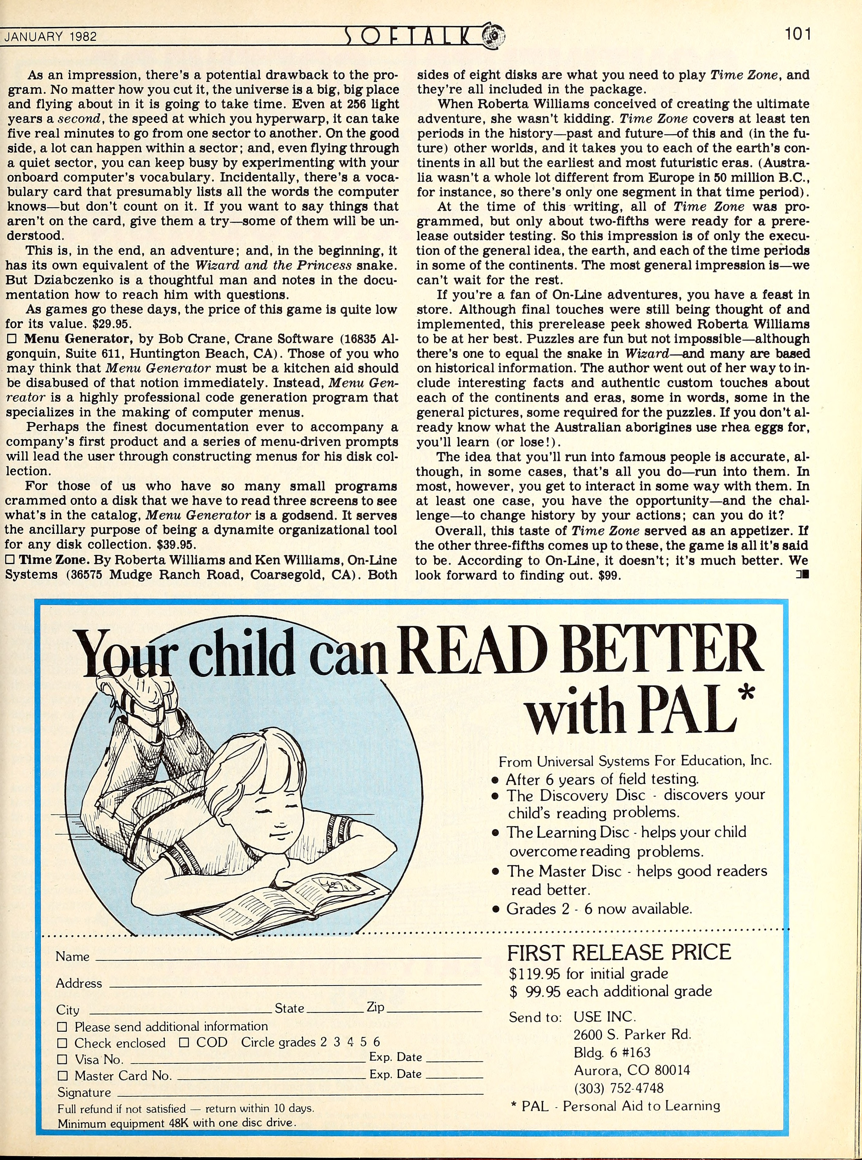 JANUARY 1982
SOFTALK
101
As an impression, there's a potential drawback to the pro-
gram. No matter how you cut it, the universe is a big, big place
and flying about in it is going to take time. Even at 256 light
years a second, the speed at which you hyperwarp, it can take
five real minutes to go from one sector to another. On the good
side, a lot can happen within a sector; and, even flying through
a quiet sector, you can keep busy by experimenting with your
onboard computer's vocabulary. Incidentally, there's a voca-
bulary card that presumably lists all the words the computer
knows—but don't count on it. If you want to say things that
aren't on the card, give them a try—some of them will be un-
derstood.
This is, in the end, an adventure; and, in the beginning, it
has its own equivalent of the Wizard and the Princess snake.
But Dziabczenko is a thoughtful man and notes in the docu-
mentation how to reach him with questions.
As games go these days, the price of this game is quite low
for its value. $29.95.
□ Menu Generator, by Bob Crane, Crane Software (16835 Al-
gonquin, Suite 611, Huntington Beach, CA). Those of you who
may think that Menu Generator must be a kitchen aid should
be disabused of that notion immediately. Instead, Menu Gen-
reator is a highly professional code generation program that
specializes in the making of computer menus.
Perhaps the finest documentation ever to accompany a
company's first product and a series of menu-driven prompts
will lead the user through constructing menus for his disk col-
lection.
For those of us who have so many small programs
crammed onto a disk that we have to read three screens to see
what's in the catalog, Menu Generator is a godsend. It serves
the ancillary purpose of being a dynamite organizational tool
for any disk collection. $39.95.
□ Time Zone. By Roberta Williams and Ken Williams, On-Line
Systems (36575 Mudge Ranch Road, Coarsegold, CA). Both
sides of eight disks are what you need to play Time Zone, and
they're all included in the package.
When Roberta Williams conceived of creating the ultimate
adventure, she wasn't kidding. Time Zone covers at least ten
periods in the history—past and future—of this and (in the fu-
ture) other worlds, and it takes you to each of the earth's con-
tinents in all but the earliest and most futuristic eras. (Austra-
lia wasn't a whole lot different from Europe in 50 million B.C.,
for instance, so there's only one segment in that time period).
At the time of this writing, all of Time Zone was pro-
grammed, but only about two-fifths were ready for a prere-
lease outsider testing. So this impression is of only the execu-
tion of the general idea, the earth, and each of the time periods
in some of the continents. The most general impression is—we
can't wait for the rest.
If you're a fan of On-Line adventures, you have a feast in
store. Although final touches were still being thought of and
implemented, this prerelease peek showed Roberta Williams
to be at her best. Puzzles are fun but not impossible—although
there's one to equal the snake in Wizard—and many are based
on historical information. The author went out of her way to in-
clude interesting facts and authentic custom touches about
each of the continents and eras, some in words, some in the
general pictures, some required for the puzzles. If you don't al-
ready know what the Australian aborigines use rhea eggs for,
you'll learn (or lose!).
The idea that you'll run into famous people is accurate, al-
though, in some cases, that's all you do—run into them. In
most, however, you get to interact in some way with them. In
at least one case, you have the opportunity—and the chal-
lenge—to change history by your actions; can you do it?
Overall, this taste of Time Zone served as an appetizer. If
the other three-fifths comes up to these, the game is all it's said
to be. According to On-Line, it doesn't; it's much better. We
look forward to finding out. $99.
Your child can READ BETTER
with PAL*
From Universal Systems For Education, Inc.
• After 6 years of field testing.
• The Discovery Disc - discovers your
child's reading problems.
• The Learning Disc - helps your child
overcome reading problems.
• The Master Disc - helps good readers
read better.
• Grades 2 - 6 now available.
Name
Address
City State Zip
□ Please send additional information
□ Check enclosed □ COD Circle grades 2 3 4 5 6
□ Visa No. Exp. Date
□ Master Card No. Exp. Date
Signature
Full refund if not satisfied — return within 10 days.
Minimum equipment 48K with one disc drive.
FIRST RELEASE PRICE
$119.95 for initial grade
$ 99.95 each additional grade
Send to: USE INC.
2600 S. Parker Rd.
Bldg. 6 #163
Aurora, CO 80014
(303) 752-4748
* PAL - Personal Aid to Learning